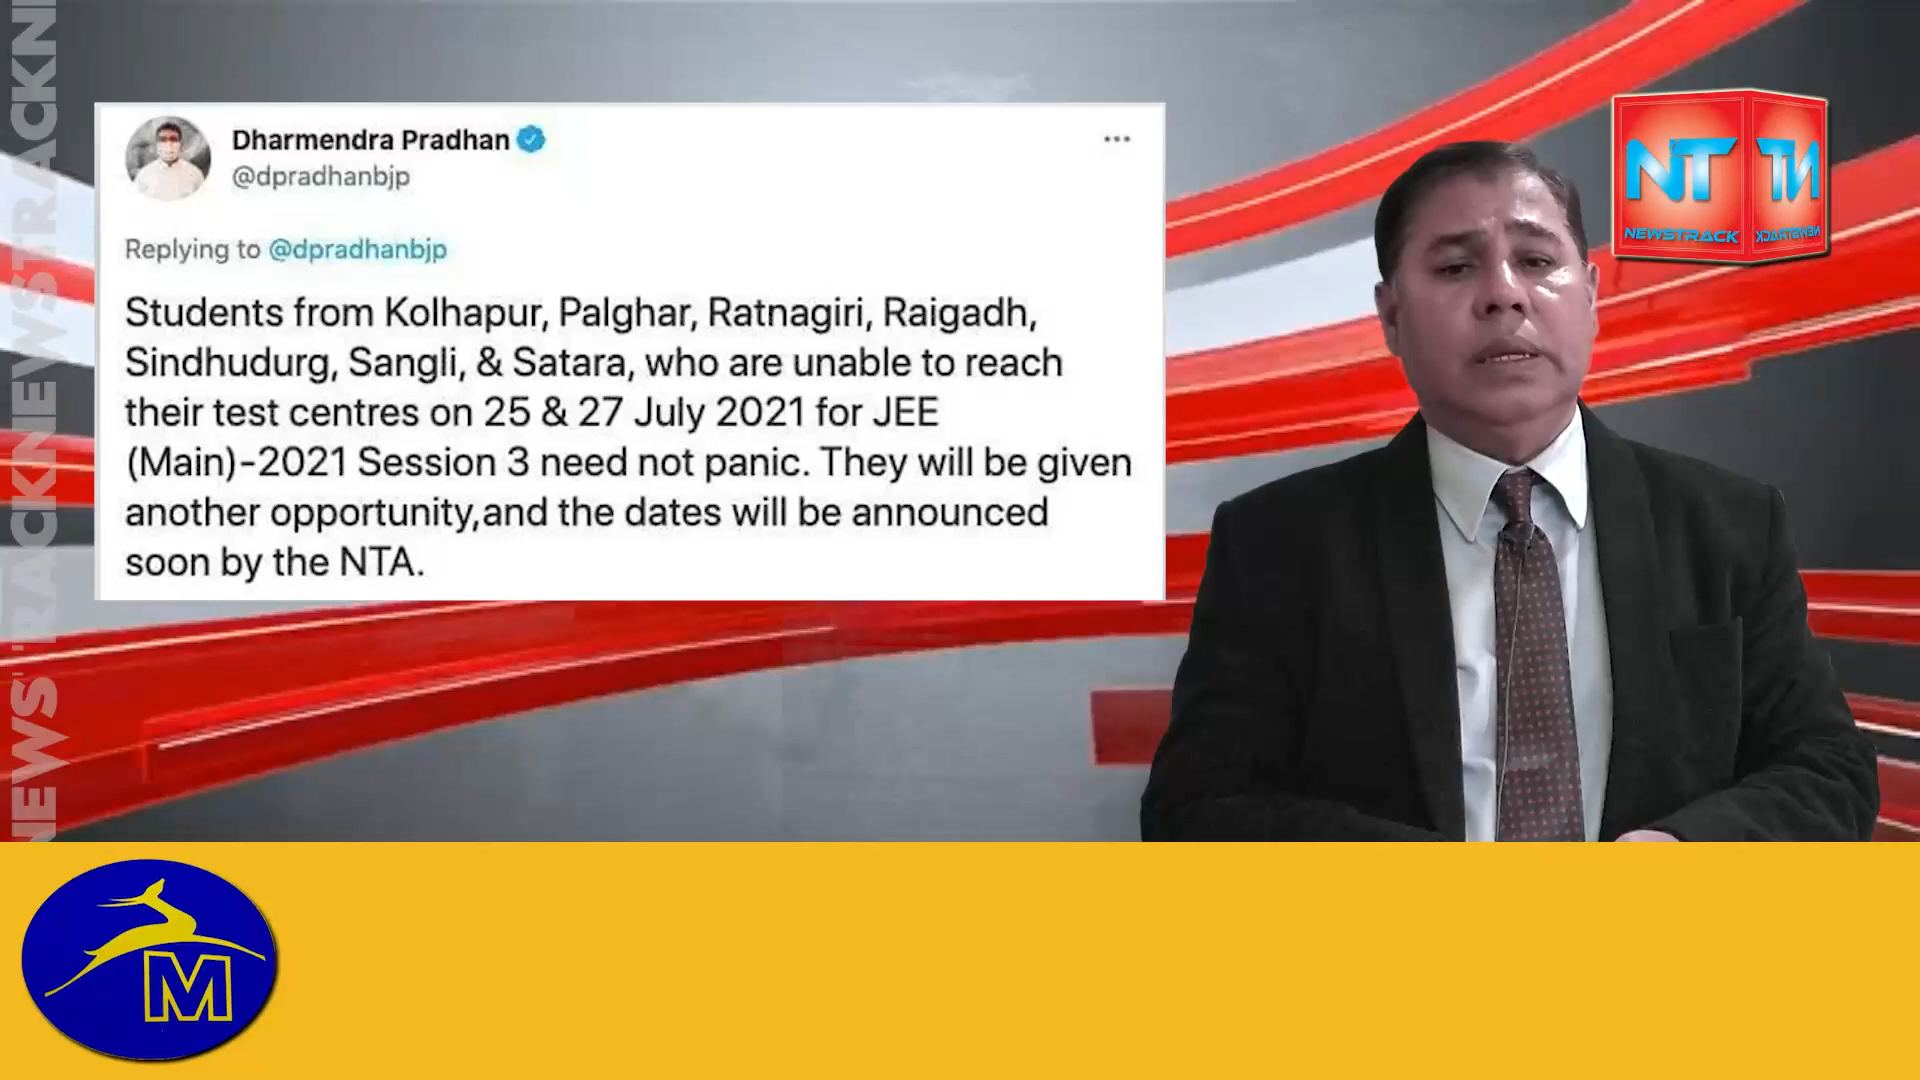 NEWSTRACKNEWSTRACKN
Dharmendra Pradhan
@dpradhanbjp
Replying to @dpradhanbjp
Students from Kolhapur, Palghar, Ratnagiri, Raigadh,
Sindhudurg, Sangli, & Satara, who are unable to reach
their test centres on 25 & 27 July 2021 for JEE
(Main)-2021 Session 3 need not panic. They will be given
another opportunity,and the dates will be announced
soon by the NTA.
NT
NEWSTRACK
NT
NEWSTRACK
M